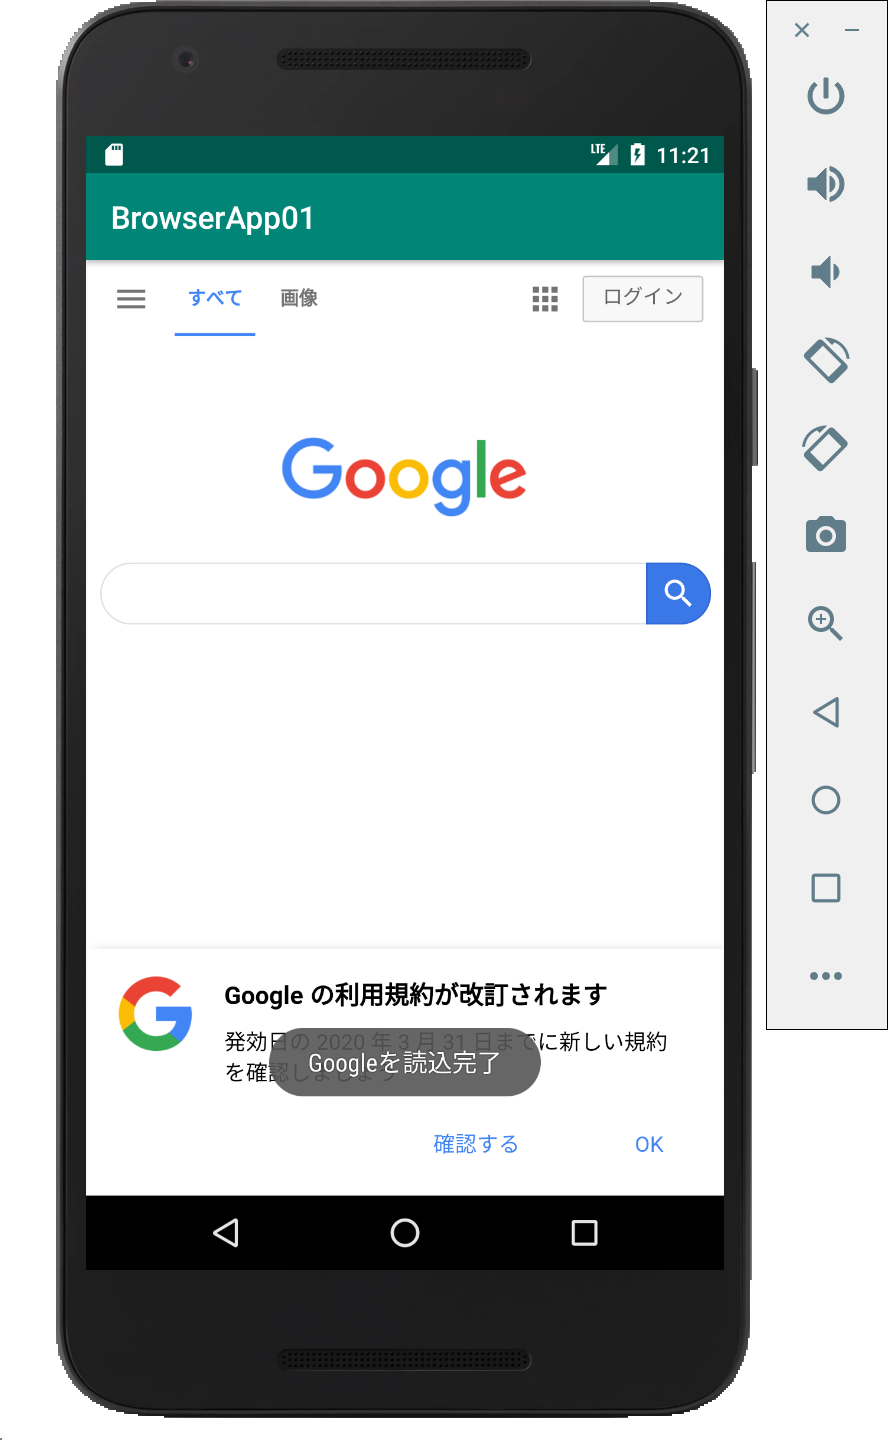 LTE 11:21
BrowserApp01
すべて 画像 ログイン
Google
Google の利用規約が改訂されます
発効日の 2020 年 3 月 31 日までに新しい規約
を確認しましょう
Googleを読込完了
確認する OK